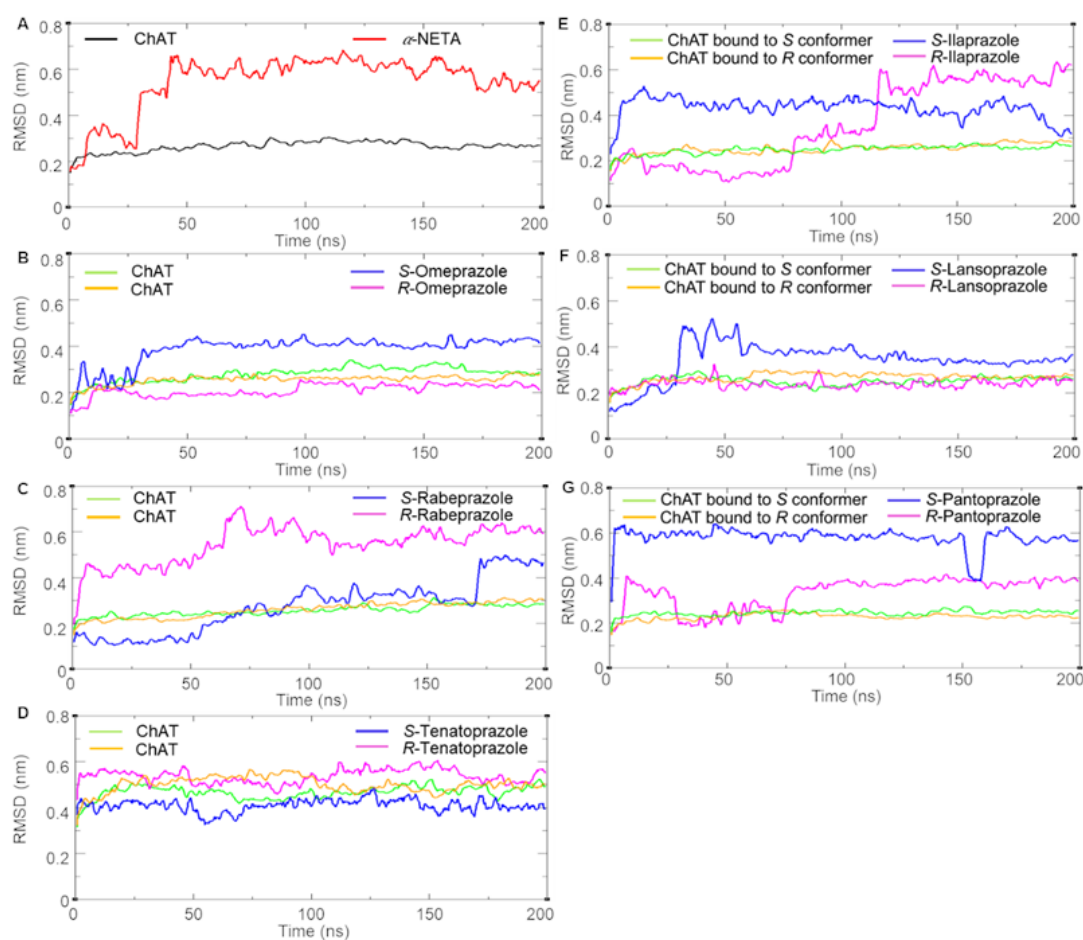 A
ChAT
α-NETA
RMSD (nm)
0.8
0.6
0.4
0.2
0
0 50 100 150 200
Time (ns)
B
ChAT
ChAT
S-Omeprazole
R-Omeprazole
RMSD (nm)
0.8
0.6
0.4
0.2
0
0 50 100 150 200
Time (ns)
C
ChAT
ChAT
S-Rabeprazole
R-Rabeprazole
RMSD (nm)
0.8
0.6
0.4
0.2
0
0 50 100 150 200
Time (ns)
D
ChAT
ChAT
S-Tenatoprazole
R-Tenatoprazole
RMSD (nm)
0.8
0.6
0.4
0.2
0
0 50 100 150 200
Time (ns)
E
ChAT bound to S conformer
ChAT bound to R conformer
S-Ilaprazole
R-Ilaprazole
RMSD (nm)
0.8
0.6
0.4
0.2
0
0 50 100 150 200
Time (ns)
F
ChAT bound to S conformer
ChAT bound to R conformer
S-Lansoprazole
R-Lansoprazole
RMSD (nm)
0.8
0.6
0.4
0.2
0
0 50 100 150 200
Time (ns)
G
ChAT bound to S conformer
ChAT bound to R conformer
S-Pantoprazole
R-Pantoprazole
RMSD (nm)
0.8
0.6
0.4
0.2
0
0 50 100 150 200
Time (ns)